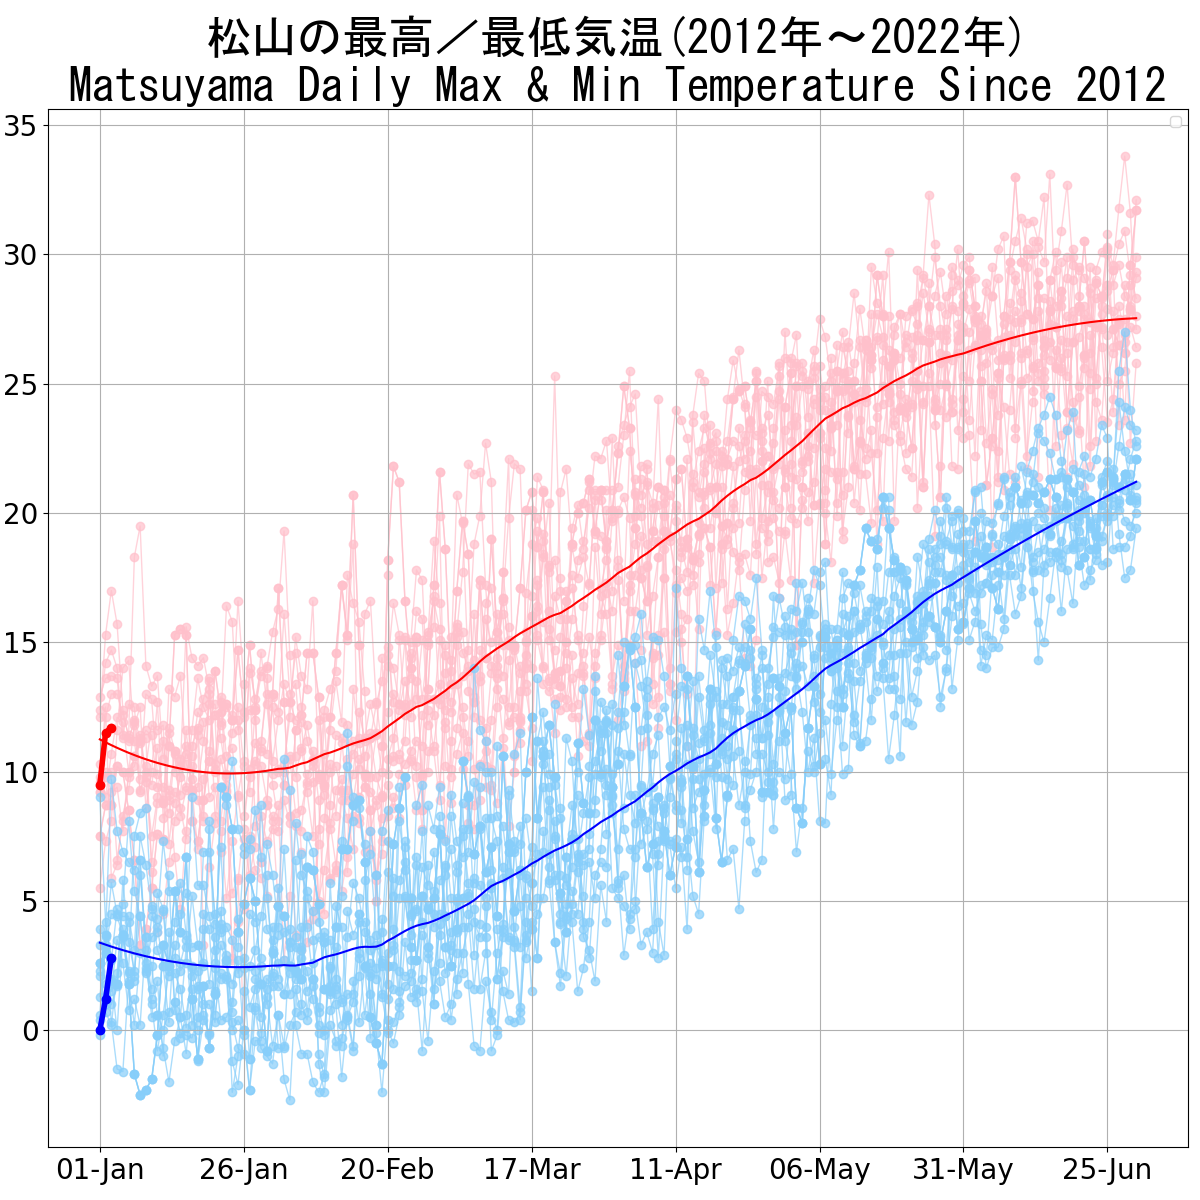 松山の最高／最低気温(2012年～2022年)
Matsuyama Daily Max & Min Temperature Since 2012
35
30
25
20
15
10
5
0
01-Jan 26-Jan 20-Feb 17-Mar 11-Apr 06-May 31-May 25-Jun